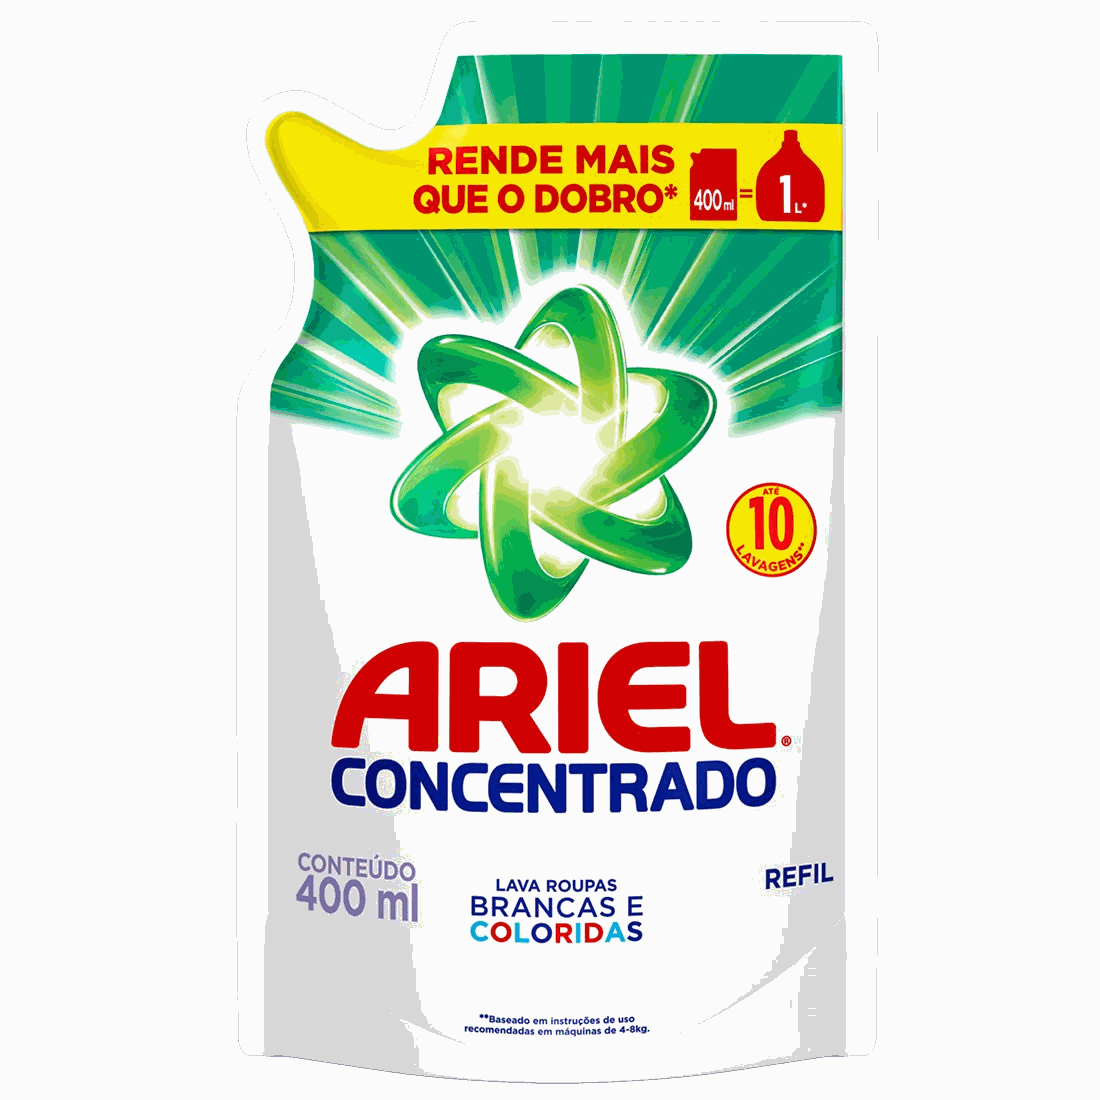 RENDE MAIS
QUE O DOBRO*
400 ml = 1 L*
ATÉ
10
LAVAGENS**
ARIEL®
CONCENTRADO
CONTEÚDO
400 ml
REFIL
LAVA ROUPAS
BRANCAS E
COLORIDAS
**Baseado em instruções de uso
recomendadas em máquinas de 4-8kg.